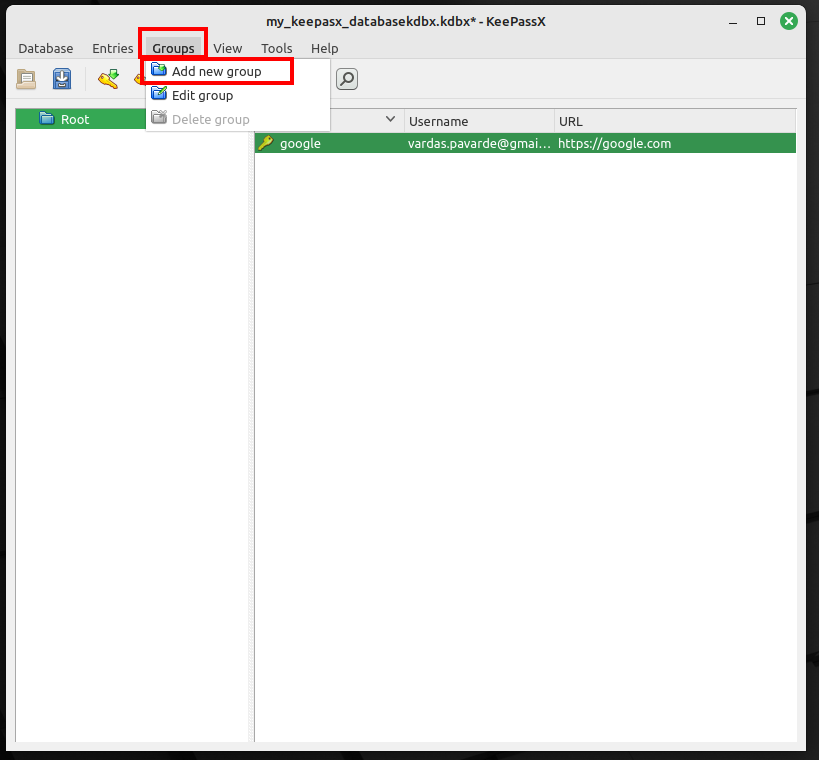 my_keepasx_databasekdbx.kdbx* - KeePassX
Database Entries Groups View Tools Help
Add new group
Edit group
Delete group
Root
Username URL
google vardas.pavarde@gmai... https://google.com